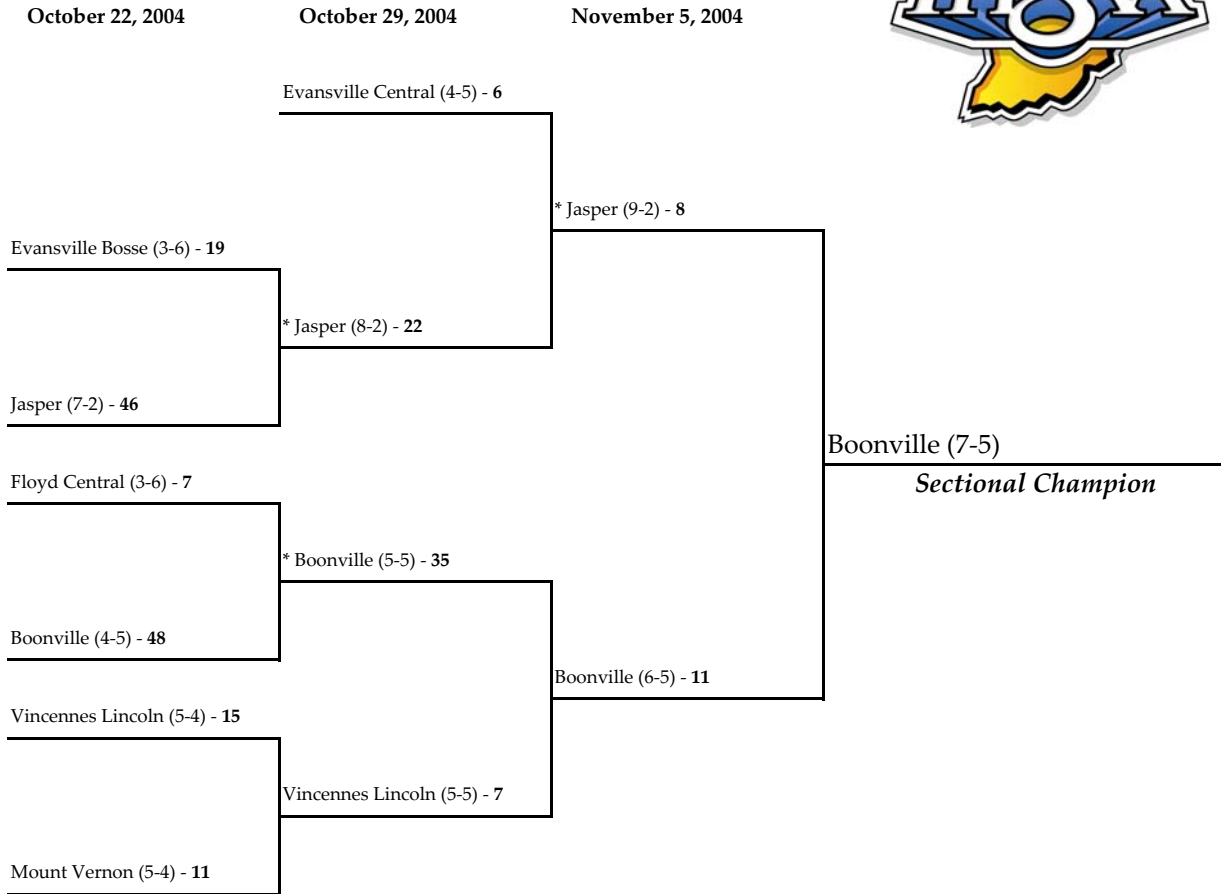 October 22, 2004 October 29, 2004 November 5, 2004
Evansville Central (4-5) - 6
* Jasper (9-2) - 8
Evansville Bosse (3-6) - 19
* Jasper (8-2) - 22
Jasper (7-2) - 46
Boonville (7-5)
Floyd Central (3-6) - 7
Sectional Champion
* Boonville (5-5) - 35
Boonville (4-5) - 48
Boonville (6-5) - 11
Vincennes Lincoln (5-4) - 15
Vincennes Lincoln (5-5) - 7
Mount Vernon (5-4) - 11